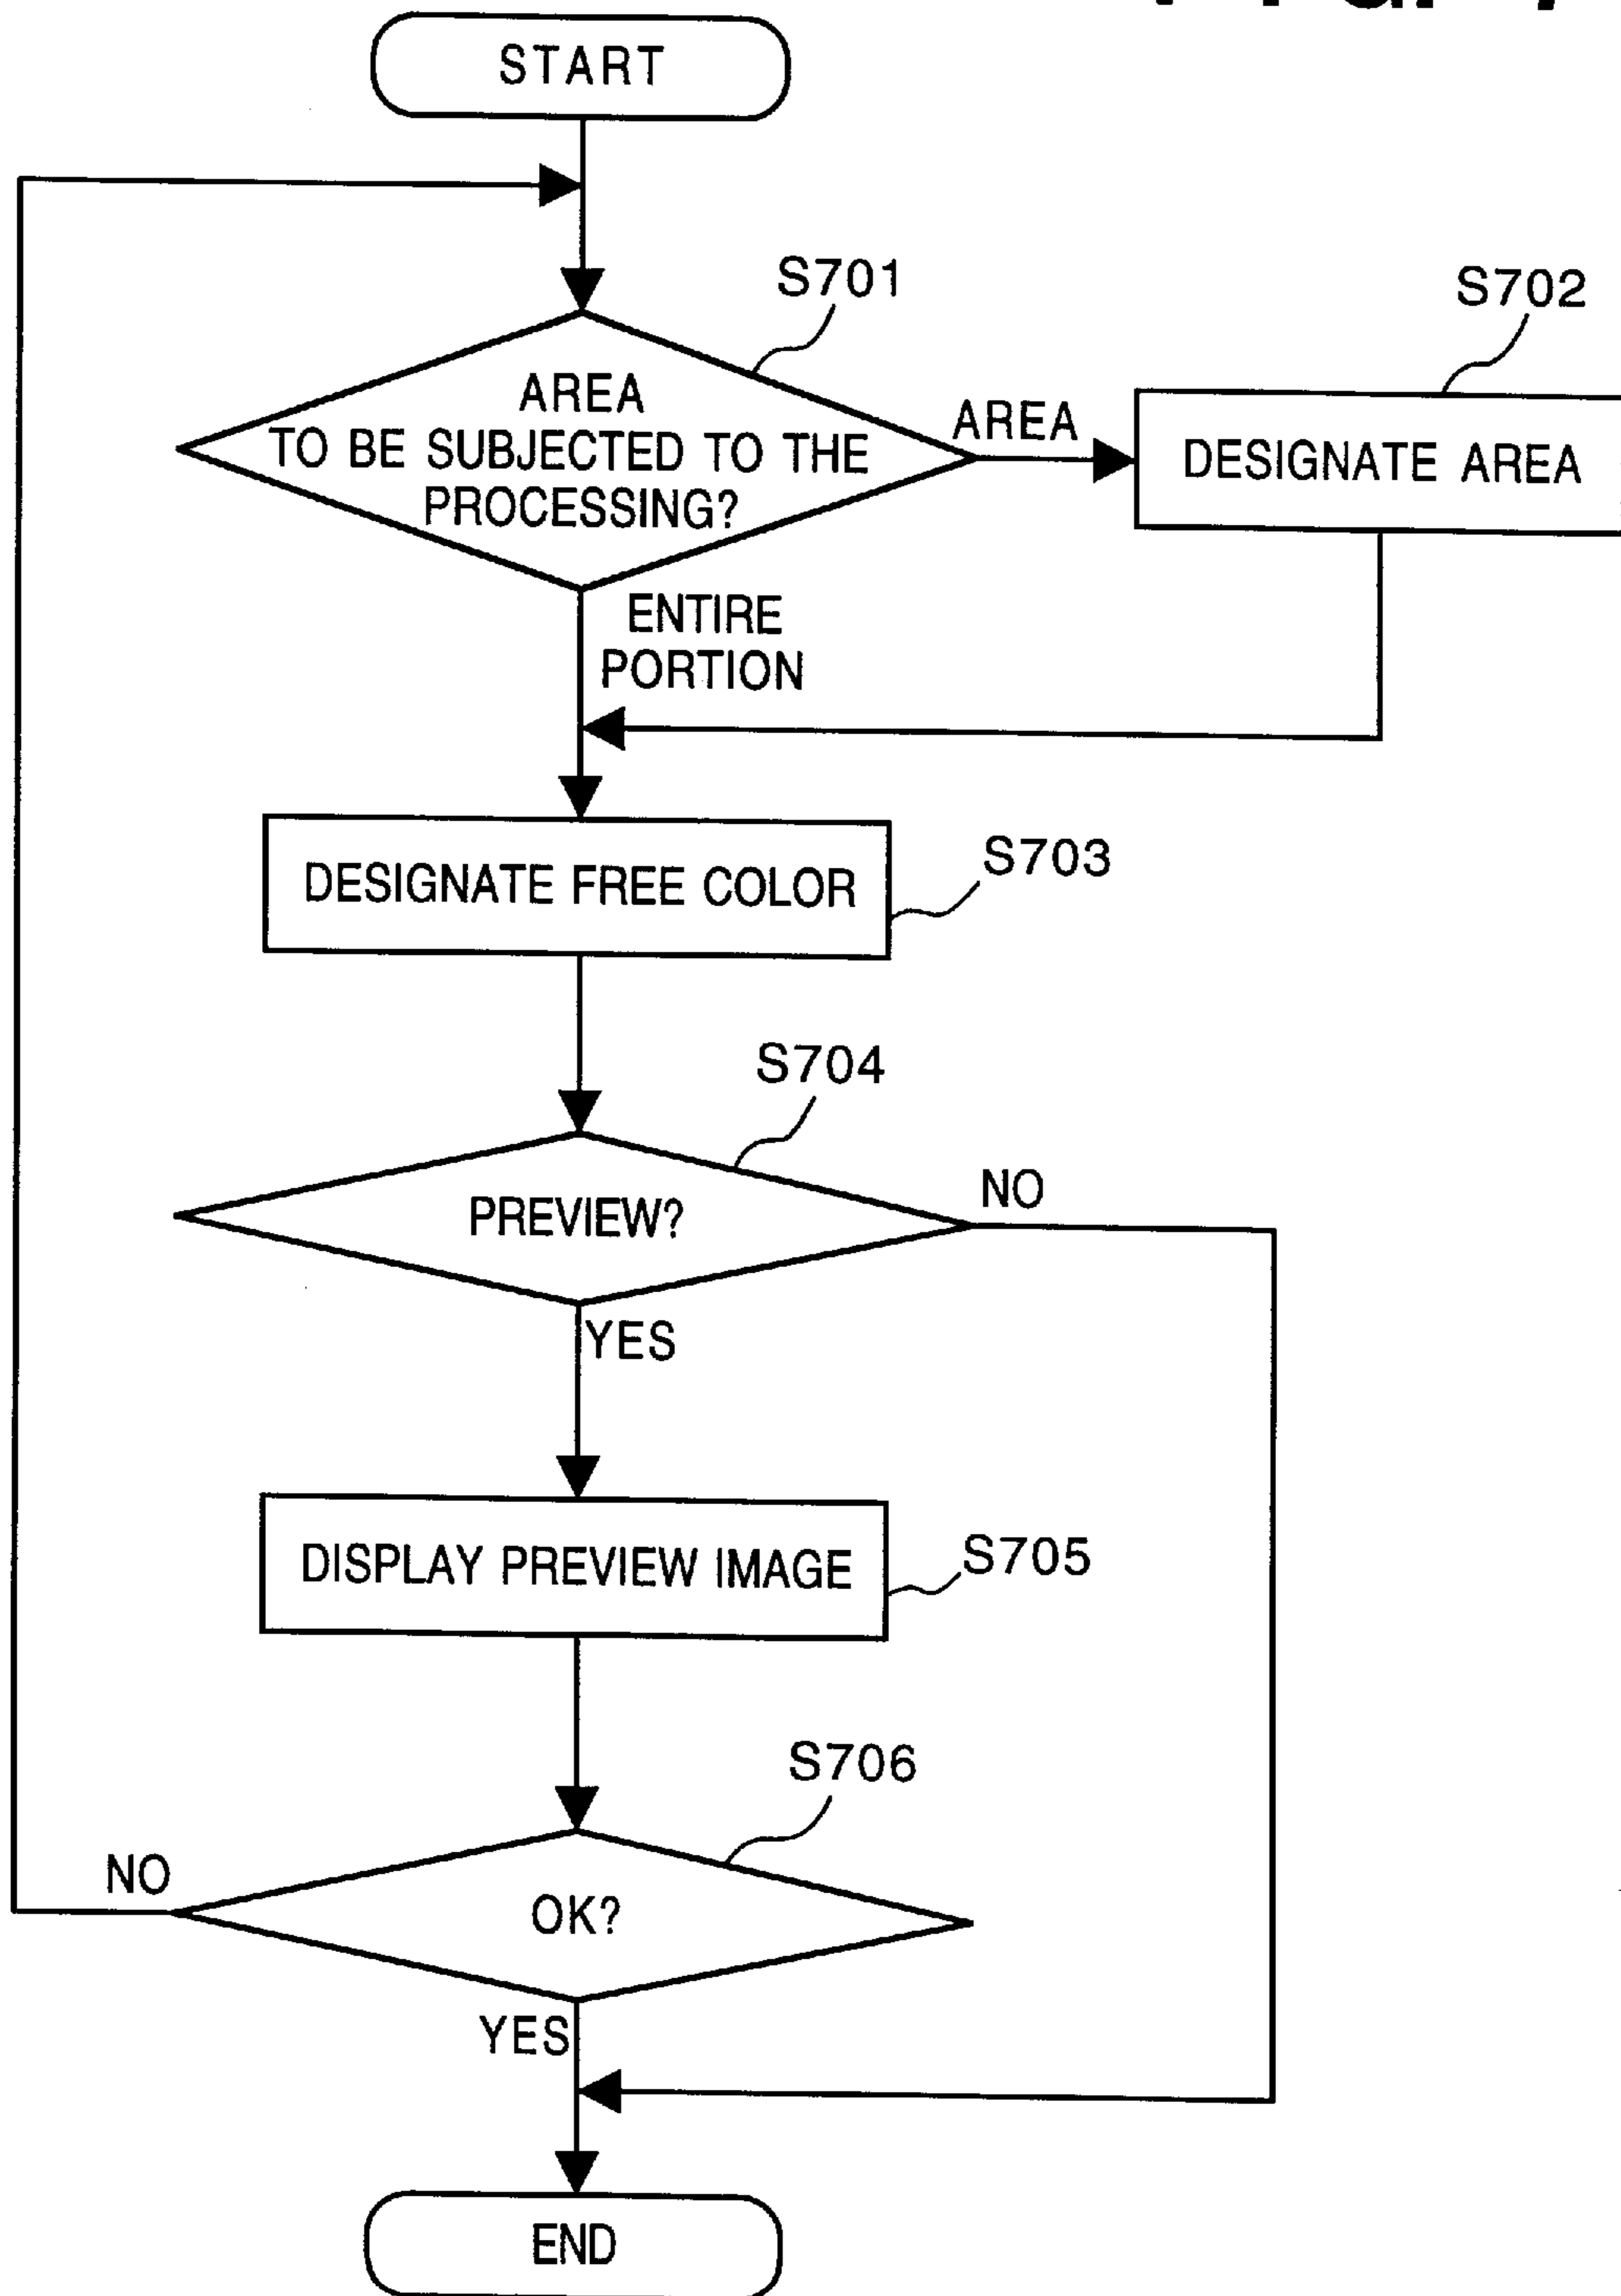 START
S701
S702
AREA
TO BE SUBJECTED TO THE
PROCESSING?
AREA
DESIGNATE AREA
ENTIRE
PORTION
DESIGNATE FREE COLOR
S703
S704
PREVIEW?
NO
YES
DISPLAY PREVIEW IMAGE
S705
S706
NO
OK?
YES
END